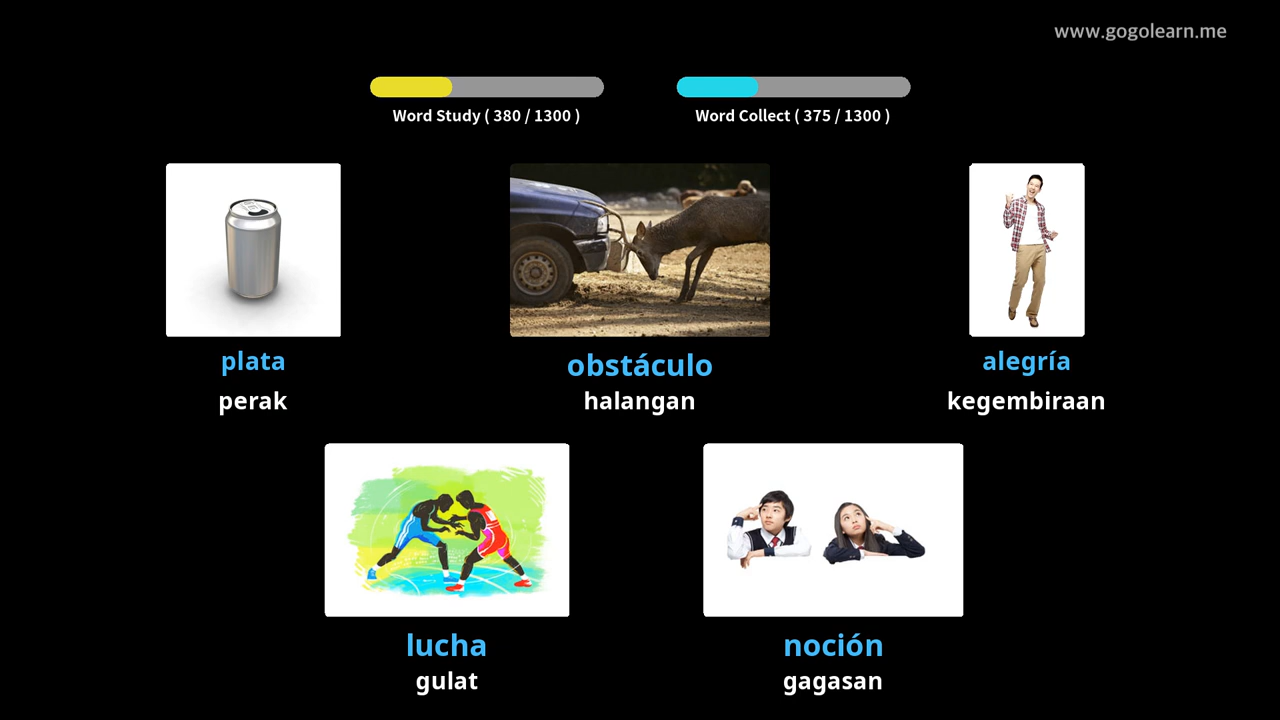 www.gogolearn.me
Word Study ( 380 / 1300 )
Word Collect ( 375 / 1300 )
plata
perak
obstáculo
halangan
alegría
kegembiraan
lucha
gulat
noción
gagasan